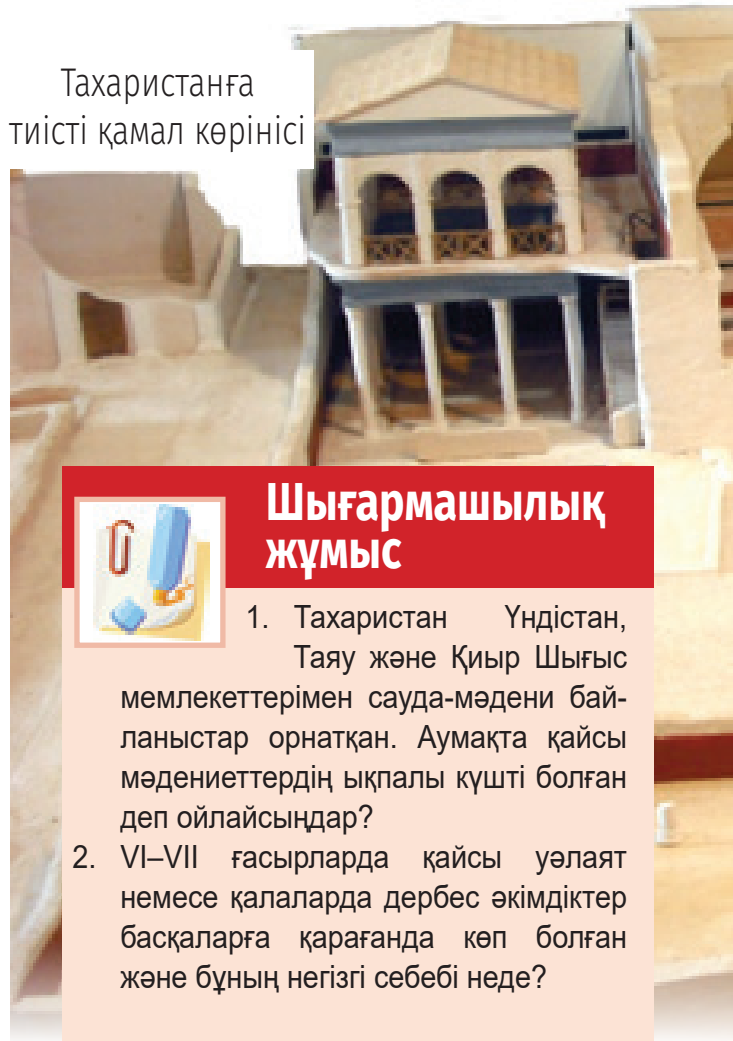 Тахаристанға
тиісті қамал көрінісі
Шығармашылық
жұмыс
1. Тахаристан Үндістан,
Таяу және Қиыр Шығыс
мемлекеттерімен сауда-мәдени бай-
ланыстар орнатқан. Аумақта қайсы
мәдениеттердің ықпалы күшті болған
деп ойлайсыңдар?
2. VI–VII ғасырларда қайсы уәлаят
немесе қалаларда дербес әкімдіктер
басқаларға қарағанда көп болған
және бұның негізгі себебі неде?